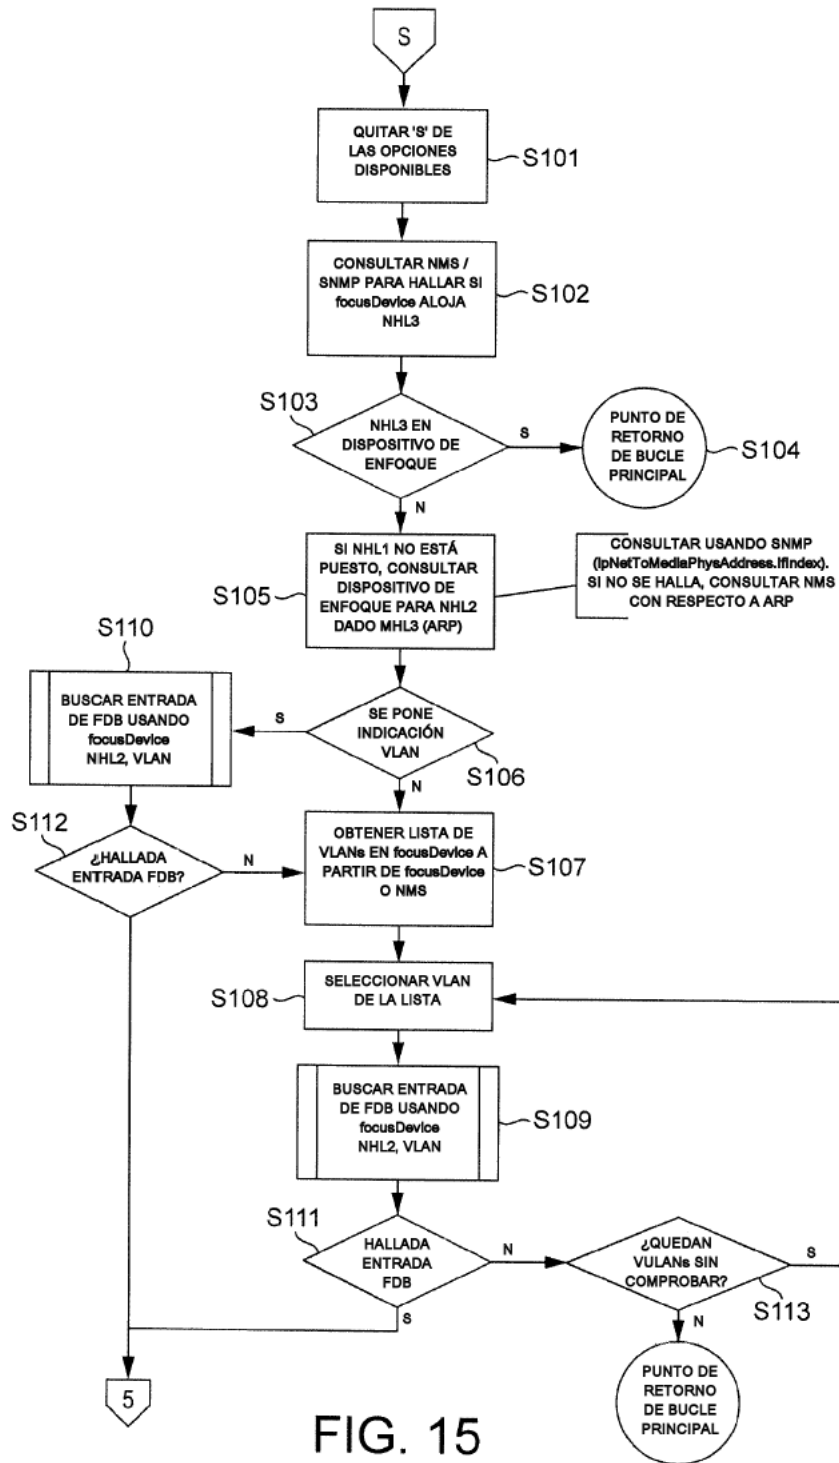 S
QUITAR 'S' DE
LAS OPCIONES
DISPONIBLES
S101
CONSULTAR NMS /
SNMP PARA HALLAR SI
focusDevice ALOJA
NHL3
S102
S103
NHL3 EN
DISPOSITIVO DE
ENFOQUE
S
PUNTO DE
RETORNO
DE BUCLE
PRINCIPAL
S104
N
SI NHL1 NO ESTÁ
PUESTO, CONSULTAR
DISPOSITIVO DE
ENFOQUE PARA NHL2
DADO MHL3 (ARP)
S105
CONSULTAR USANDO SNMP
(IpNetToMediaPhysAddress.IfIndex).
SI NO SE HALLA, CONSULTAR NMS
CON RESPECTO A ARP
S110
BUSCAR ENTRADA
DE FDB USANDO
focusDevice
NHL2, VLAN
S
SE PONE
INDICACIÓN
VLAN
S106
N
S112
¿HALLADA
ENTRADA FDB?
N
OBTENER LISTA DE
VLANs EN focusDevice A
PARTIR DE focusDevice
O NMS
S107
S108
SELECCIONAR VLAN
DE LA LISTA
BUSCAR ENTRADA
DE FDB USANDO
focusDevice
NHL2, VLAN
S109
S111
HALLADA
ENTRADA
FDB
N
S
¿QUEDAN
VULANs SIN
COMPROBAR?
S
S113
N
PUNTO DE
RETORNO
DE BUCLE
PRINCIPAL
5
FIG. 15